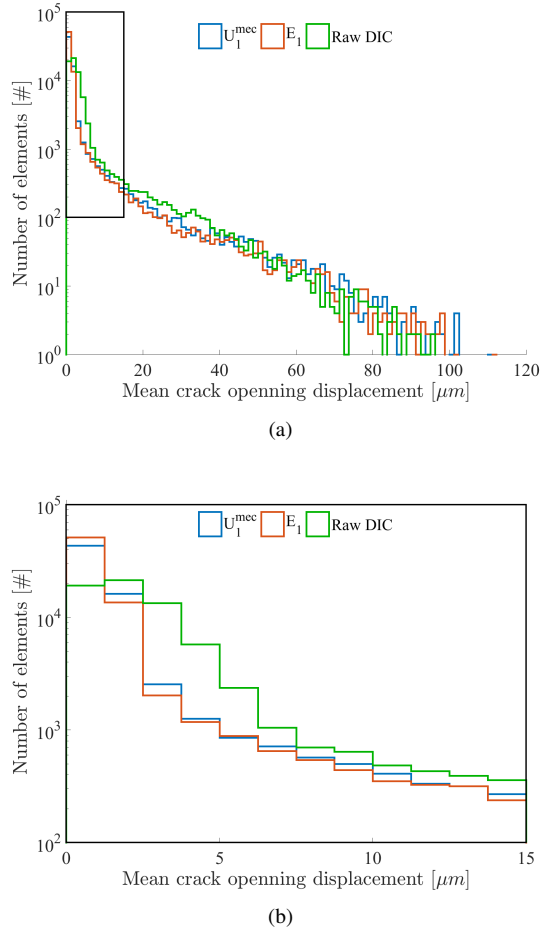 10^5
10^4
10^3
10^2
10^1
10^0
Number of elements [#]
U_1^mec E_1 Raw DIC
0 20 40 60 80 100 120
Mean crack openning displacement [μm]
(a)
10^5
10^4
10^3
10^2
Number of elements [#]
U_1^mec E_1 Raw DIC
0 5 10 15
Mean crack openning displacement [μm]
(b)